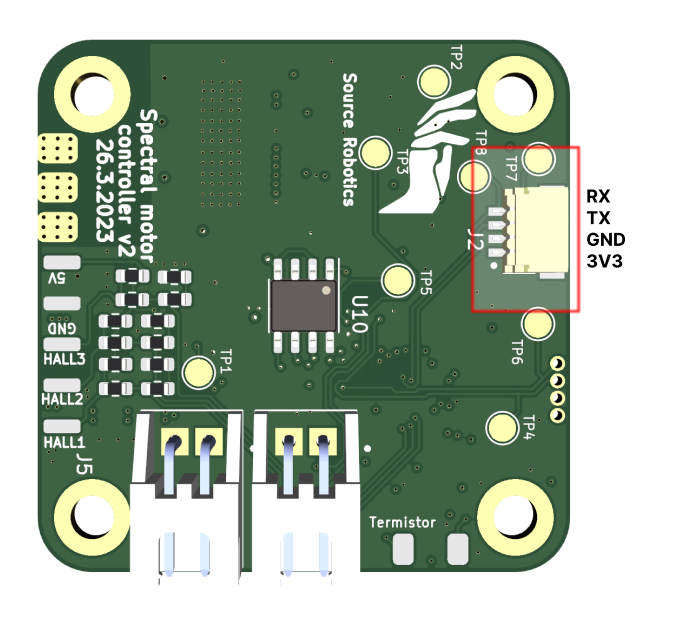 TP2
Source Robotics
Spectral motor
controller v2
26.3.2023
TP3
TP8
TP7
RX
TX
GND
3V3
J2
5V
GND
HALL3
HALL2
HALL1
J5
TP5
U10
TP1
TP6
TP4
Termistor